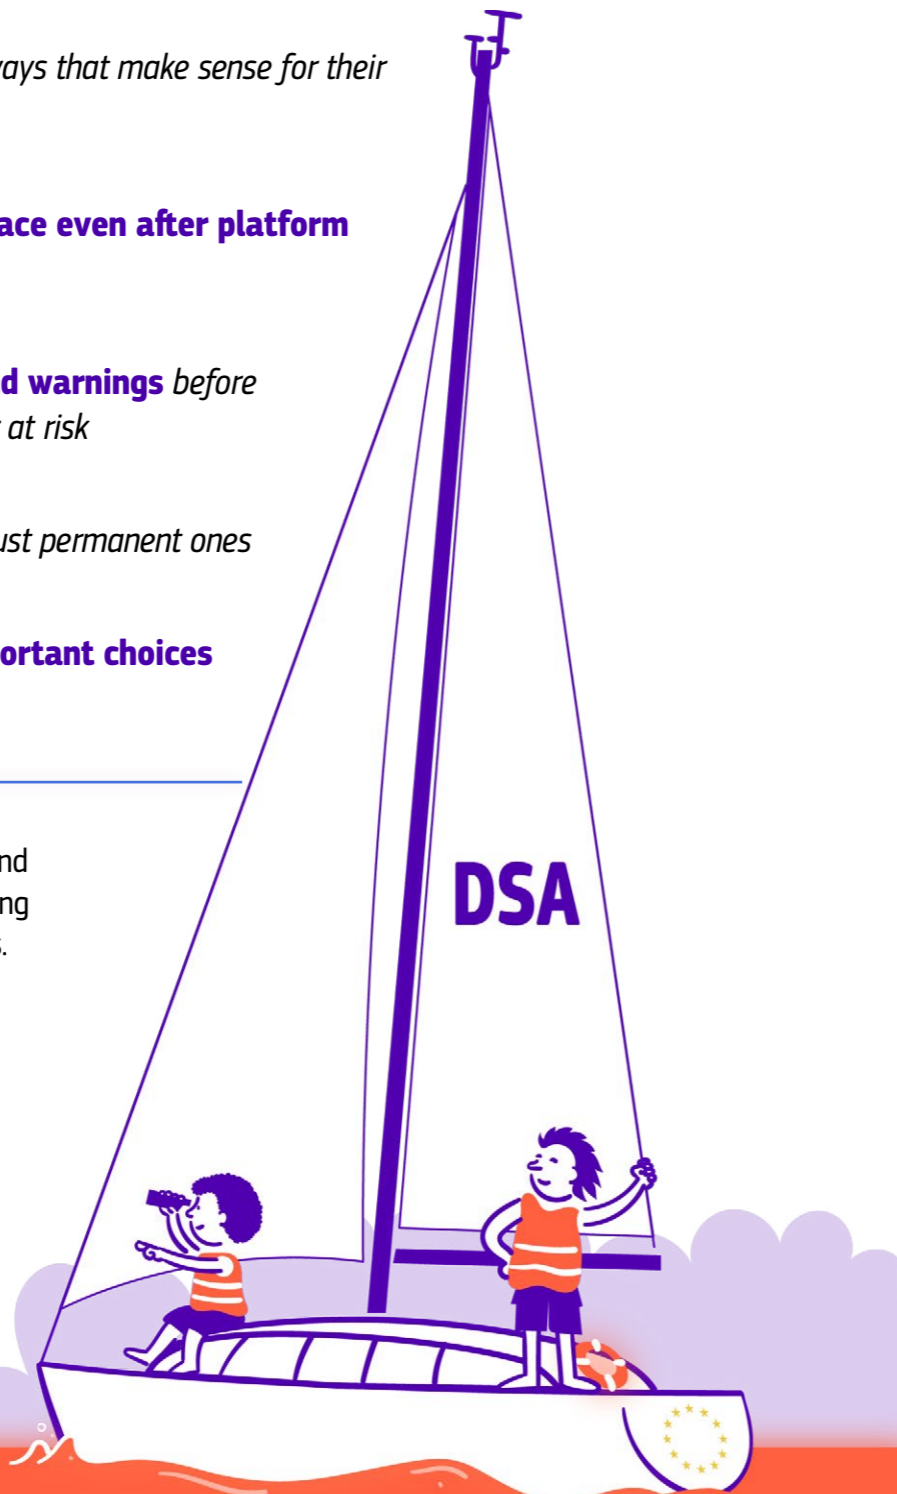 ays that make sense for their
ace even after platform
d warnings before
at risk
ust permanent ones
ortant choices
nd
ng
s.
DSA